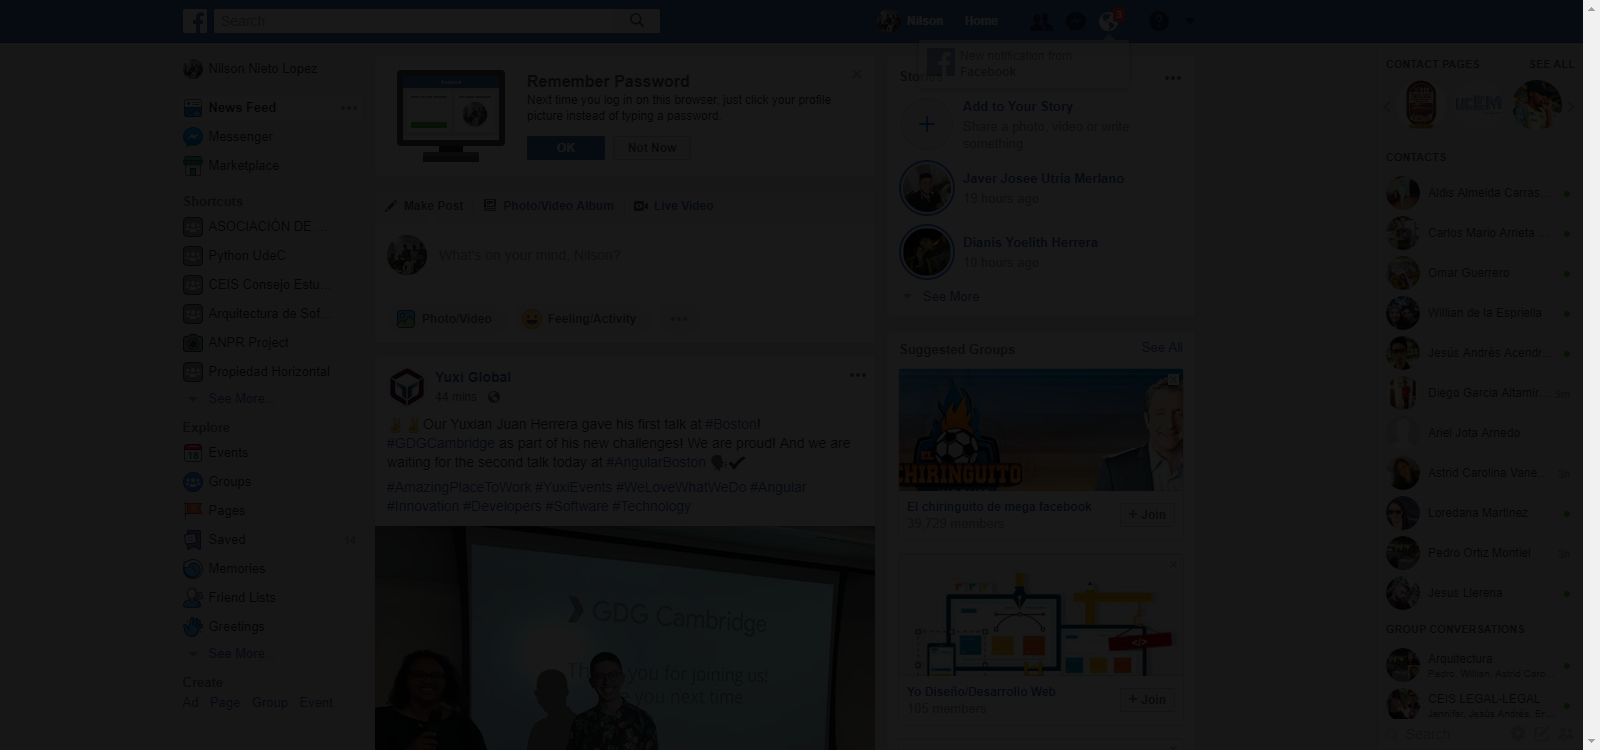 Search
Nilson
Home
New notification from
Facebook
Nilson Nieto Lopez
News Feed
Messenger
Marketplace
Shortcuts
ASOCIACIÓN DE ...
Python UdeC
CEIS Consejo Estu...
Arquitectura de Sof...
ANPR Project
Propiedad Horizontal
See More...
Explore
Events
Groups
Pages
Saved
14
Memories
Friend Lists
Greetings
See More...
Create
Ad Page Group Event
Remember Password
Next time you log in on this browser, just click your profile
picture instead of typing a password.
OK
Not Now
Make Post
Photo/Video Album
Live Video
What's on your mind, Nilson?
Photo/Video
Feeling/Activity
Yuxi Global
44 mins
Our Yuxian Juan Herrera gave his first talk at #Boston!
#GDGCambridge as part of his new challenges! We are proud! And we are
waiting for the second talk today at #AngularBoston
#AmazingPlaceToWork #YuxiEvents #WeLoveWhatWeDo #Angular
#Innovation #Developers #Software #Technology
GDG Cambridge
you for joining us!
you next time
Stories
Add to Your Story
Share a photo, video or write
something
Javer Josee Utria Merlano
19 hours ago
Dianis Yoelith Herrera
10 hours ago
See More
Suggested Groups
See All
EL
CHIRINGUITO
El chiringuito de mega facebook
39,729 members
+ Join
</>
Yo Diseño/Desarrollo Web
105 members
+ Join
CONTACT PAGES
SEE ALL
CONTACTS
Aldis Almeida Carras...
Carlos Mario Arrieta...
Omar Guerrero
Willian de la Espriella
Jesús Andrés Acendr...
Diego Garcia Altamir...
5m
Ariel Jota Arnedo
Astrid Carolina Vane...
Loredana Martinez
Pedro Ortiz Montiel
Jesus Llerena
GROUP CONVERSATIONS
Arquitectura
Pedro, Willian, Astrid Caro...
CEIS LEGAL-LEGAL
Jennifer, Jesús Andrés, Er...
Search